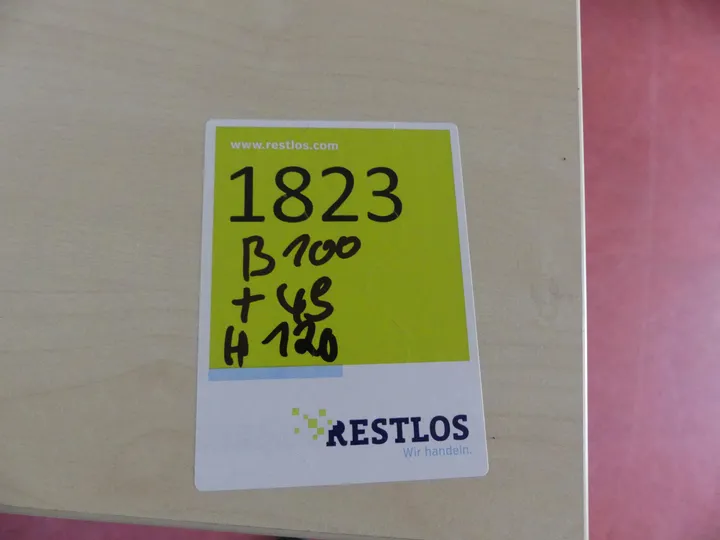 www.restlos.com
1823
B 100
+ 45
H 120
RESTLOS
Wir handeln.